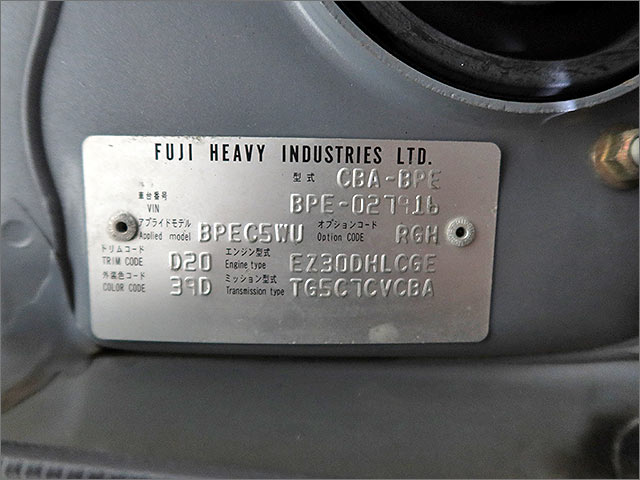 FUJI HEAVY INDUSTRIES LTD.
型式 CBA-BPE
車台番号 VIN BPE-027916
アプライドモデル Applied model BPEC5WU オプションコード Option CODE RGH
トリムコード TRIM CODE D20 エンジン型式 Engine type EZ30DHLCGE
外装色コード COLOR CODE 39D ミッション型式 Transmission type TG5C7CVCBA